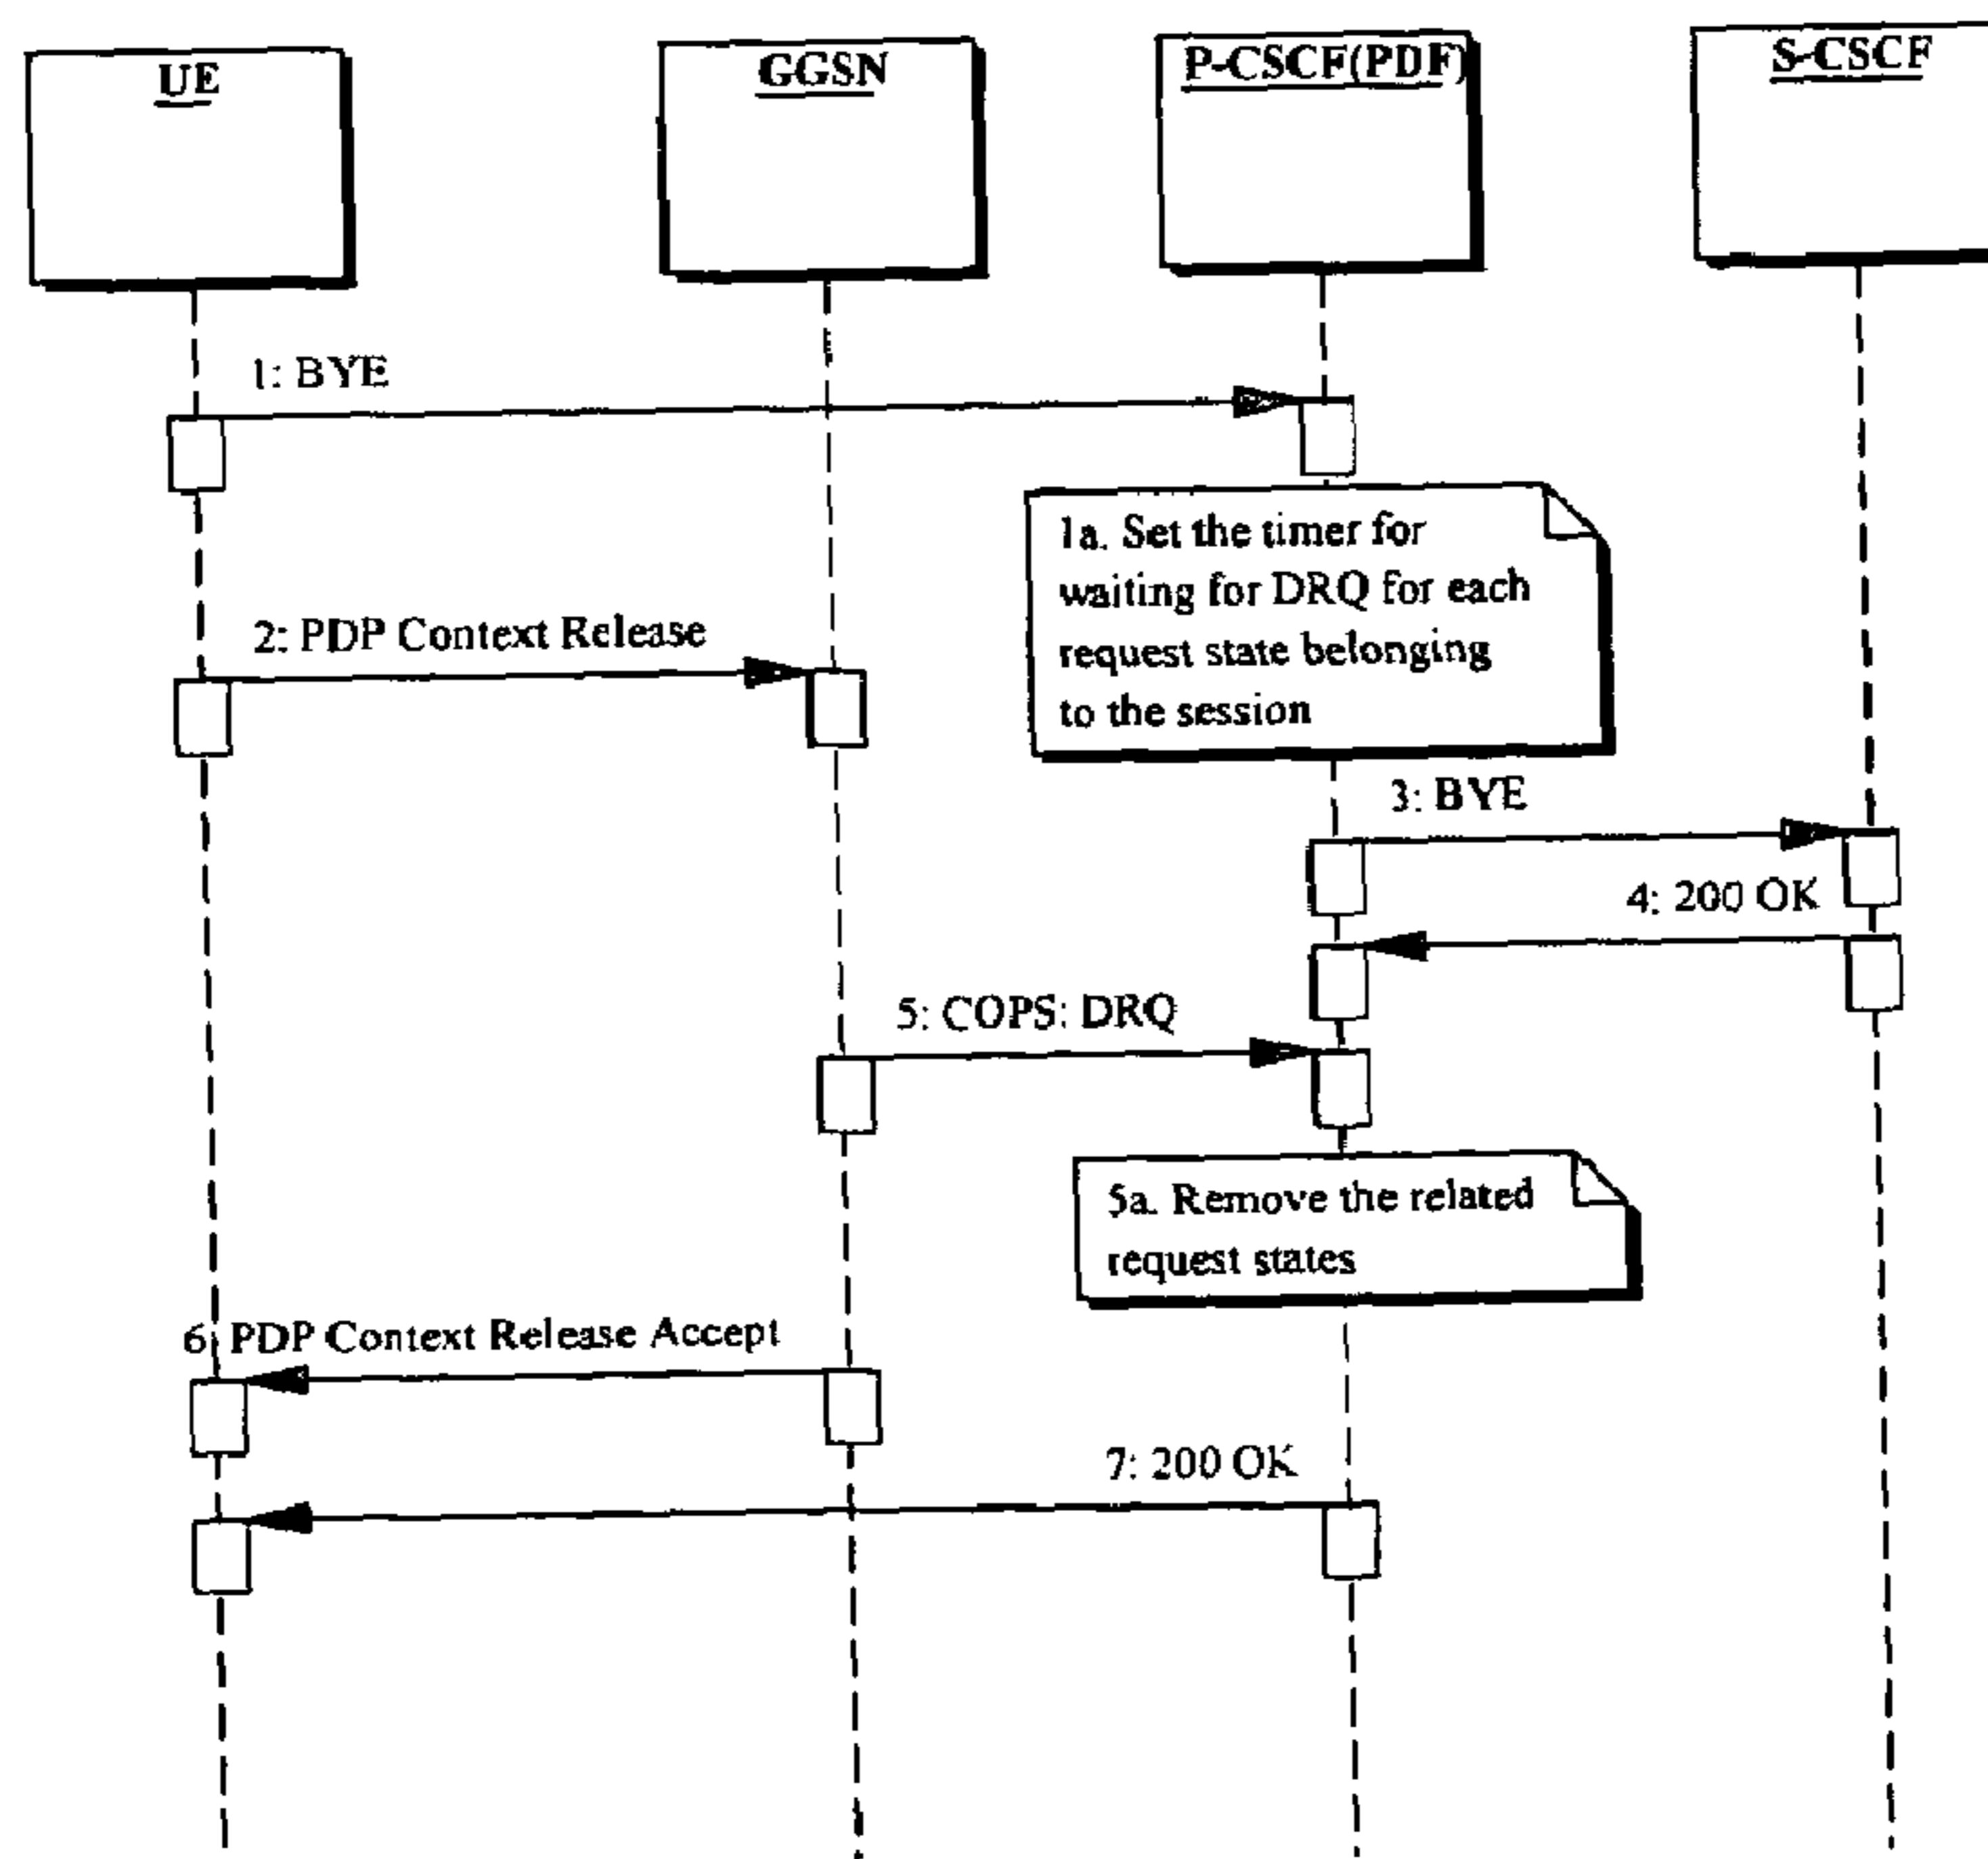 UE
GGSN
P-CSCF(PDF)
S-CSCF
1: BYE
1a. Set the timer for
waiting for DRQ for each
request state belonging
to the session
2: PDP Context Release
3: BYE
4: 200 OK
5: COPS: DRQ
5a. Remove the related
request states
6: PDP Context Release Accept
7: 200 OK